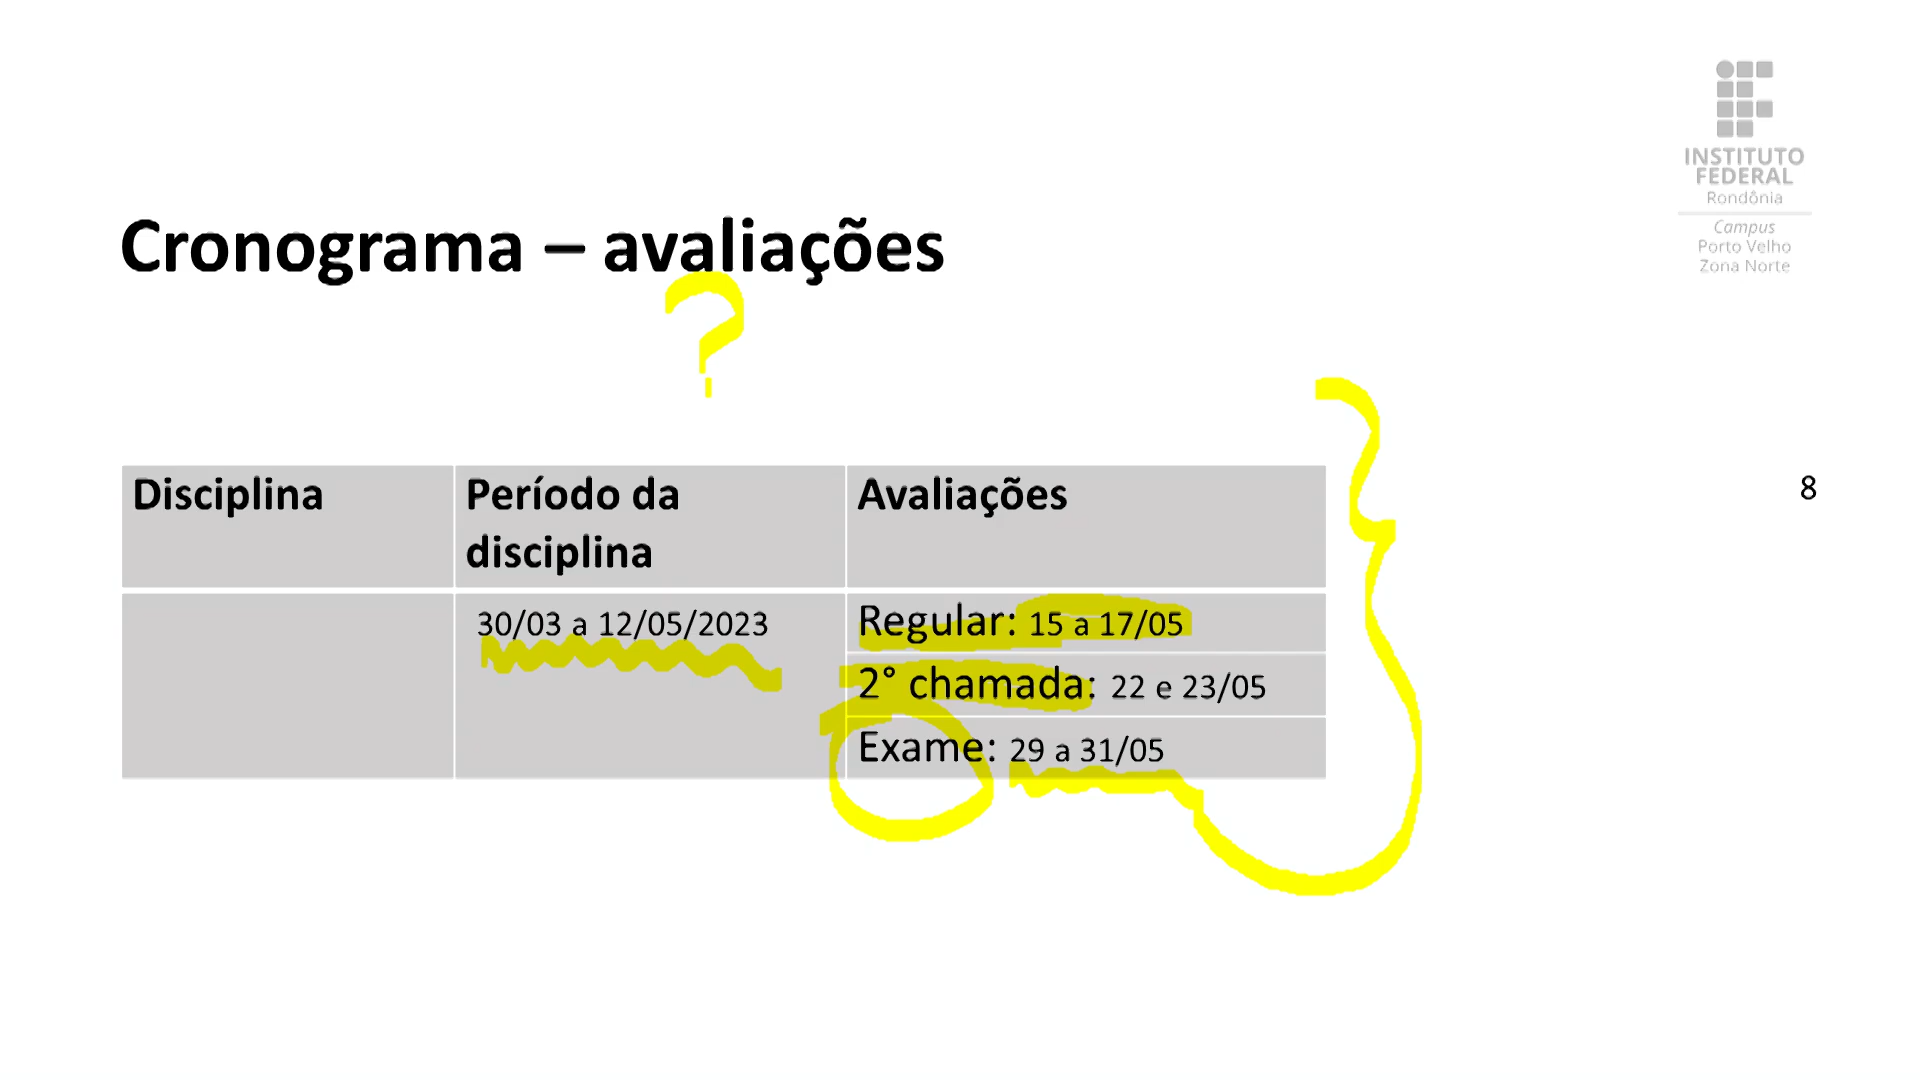 INSTITUTO
FEDERAL
Rondônia
Campus
Porto Velho
Zona Norte
Cronograma – avaliações
?
Disciplina
Período da
disciplina
Avaliações
8
30/03 a 12/05/2023
Regular: 15 a 17/05
2° chamada: 22 e 23/05
Exame: 29 a 31/05